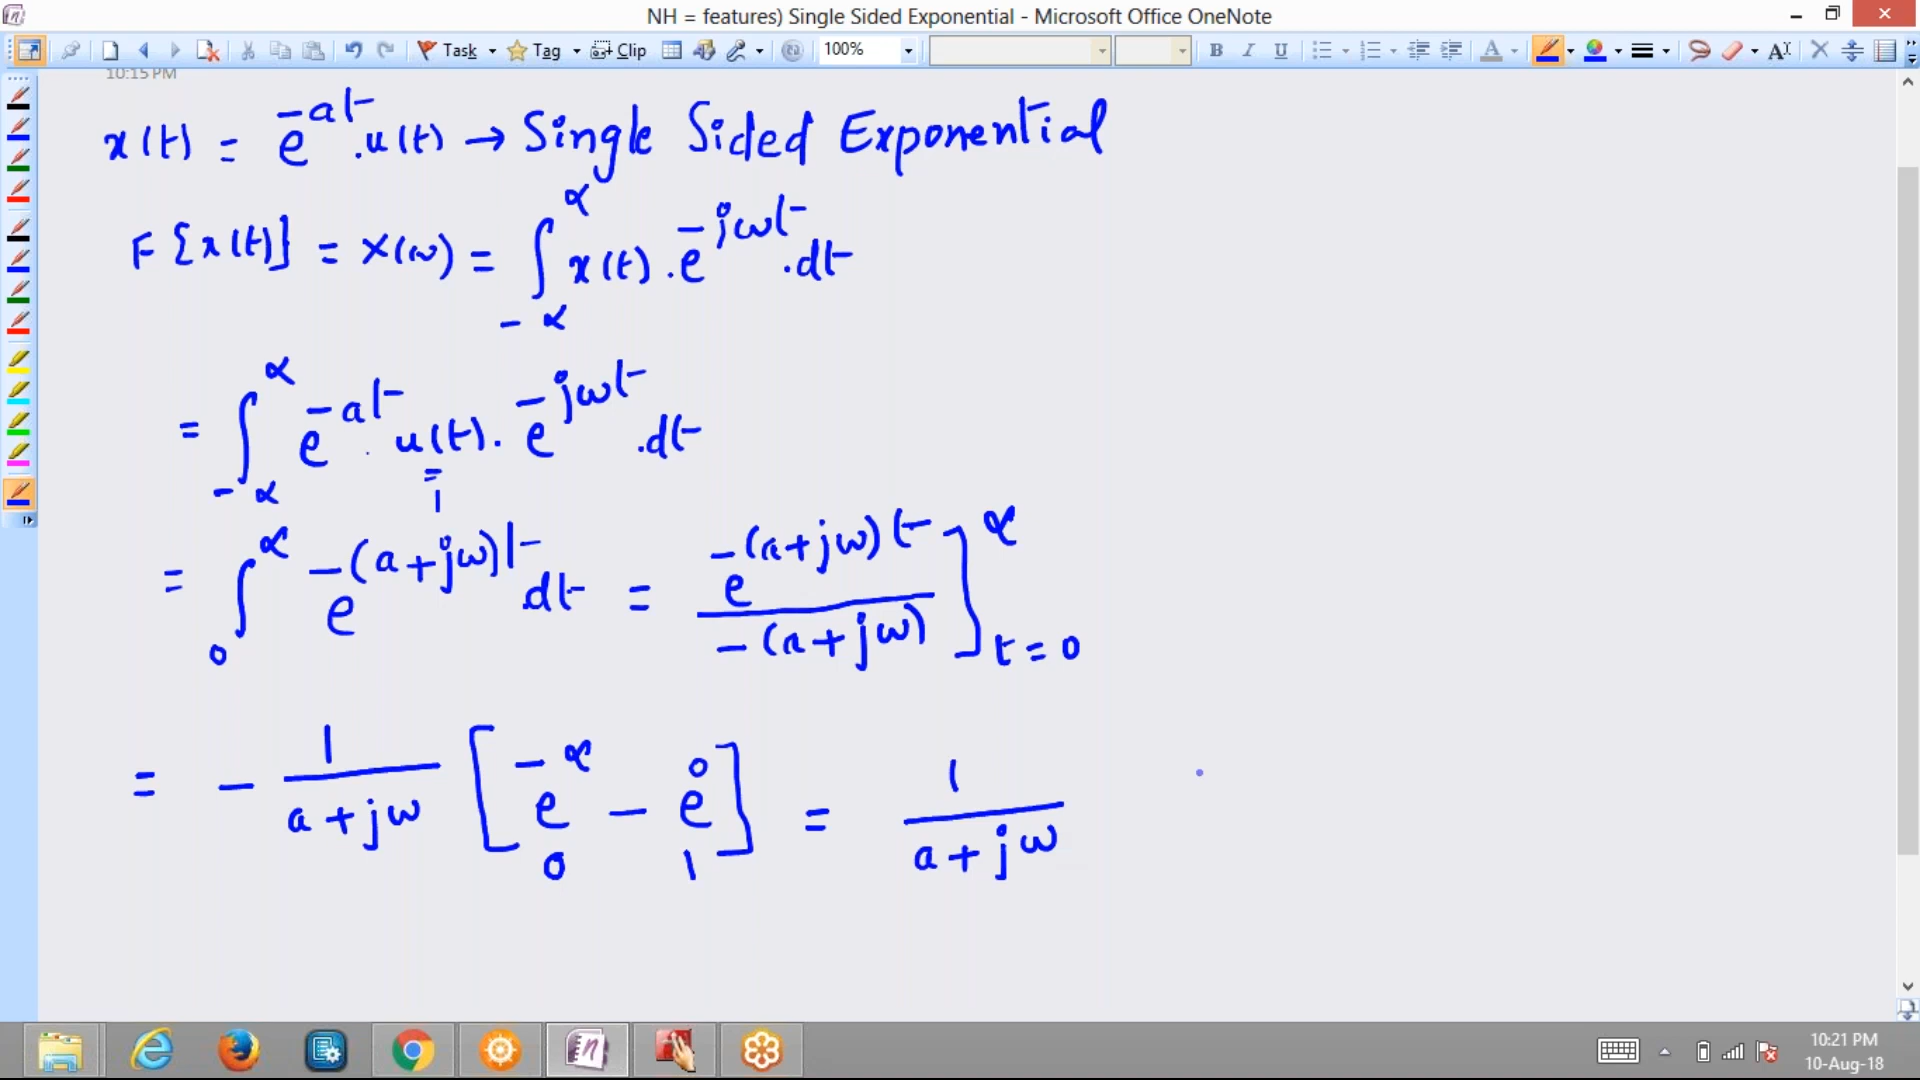 NH = features) Single Sided Exponential - Microsoft Office OneNote
Task Tag Clip 100% B I U A
10:15 PM
x(t) = e^{-at} . u(t) → Single Sided Exponential
F{x(t)} = X(w) = ∫_{-∝}^{∝} x(t) . e^{-jωt} . dt
= ∫_{-∝}^{∝} e^{-at} . u(t) . e^{-jωt} . dt
= 1
= ∫_{0}^{∝} e^{-(a+jω)t} . dt = e^{-(a+jω)t} / -(a+jω) ]_{t=0}^{∝}
= - 1/(a+jω) [ e^{-∝} - e^{0} ] = 1/(a+jω)
0 1
10:21 PM
10-Aug-18